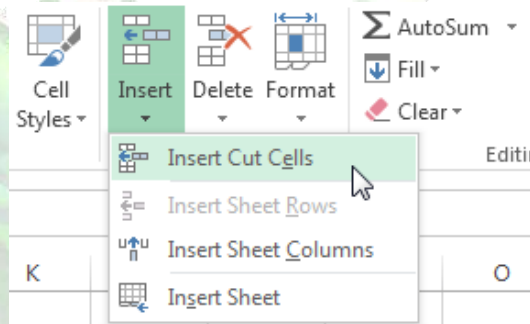 AutoSum
Fill
Clear
Cell
Styles
Insert
Delete
Format
Editi
Insert Cut Cells
Insert Sheet Rows
Insert Sheet Columns
Insert Sheet
K
O